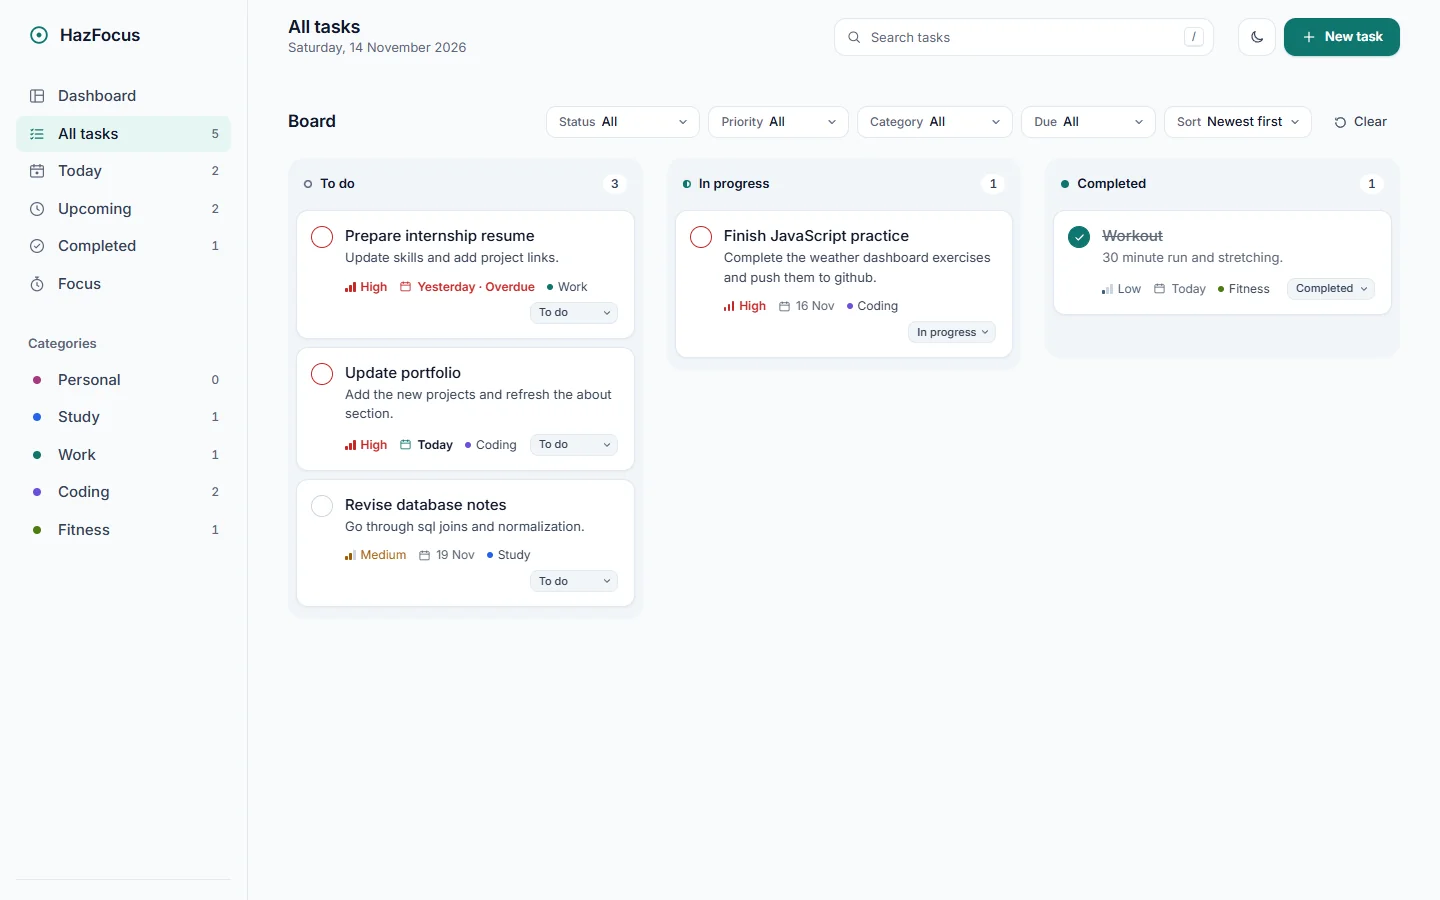 HazFocus
Dashboard
All tasks 5
Today 2
Upcoming 2
Completed 1
Focus
Categories
Personal 0
Study 1
Work 1
Coding 2
Fitness 1
All tasks
Saturday, 14 November 2026
Search tasks /
New task
Board
Status All
Priority All
Category All
Due All
Sort Newest first
Clear
To do 3
Prepare internship resume
Update skills and add project links.
High Yesterday · Overdue Work
To do
Update portfolio
Add the new projects and refresh the about
section.
High Today Coding To do
Revise database notes
Go through sql joins and normalization.
Medium 19 Nov Study
To do
In progress 1
Finish JavaScript practice
Complete the weather dashboard exercises
and push them to github.
High 16 Nov Coding
In progress
Completed 1
Workout
30 minute run and stretching.
Low Today Fitness Completed